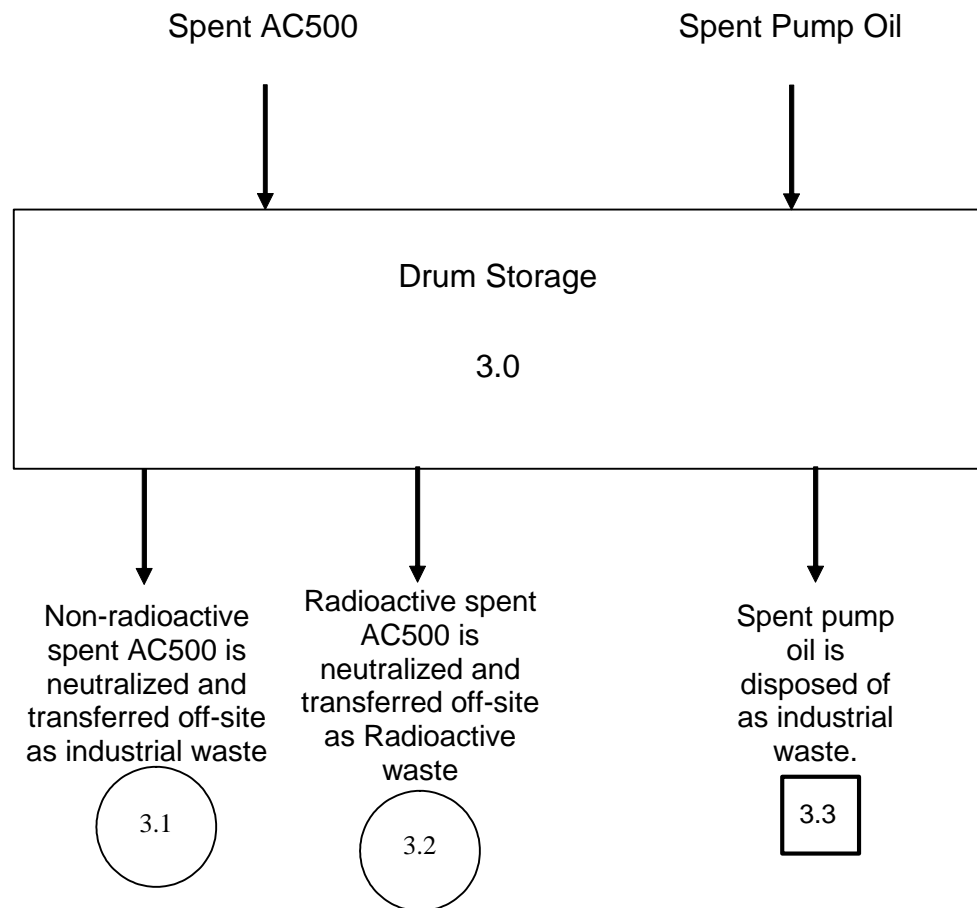 Spent AC500
Spent Pump Oil
Drum Storage
3.0
Non-radioactive
spent AC500 is
neutralized and
transferred off-site
as industrial waste
3.1
Radioactive spent
AC500 is
neutralized and
transferred off-site
as Radioactive
waste
3.2
Spent pump
oil is
disposed of
as industrial
waste.
3.3